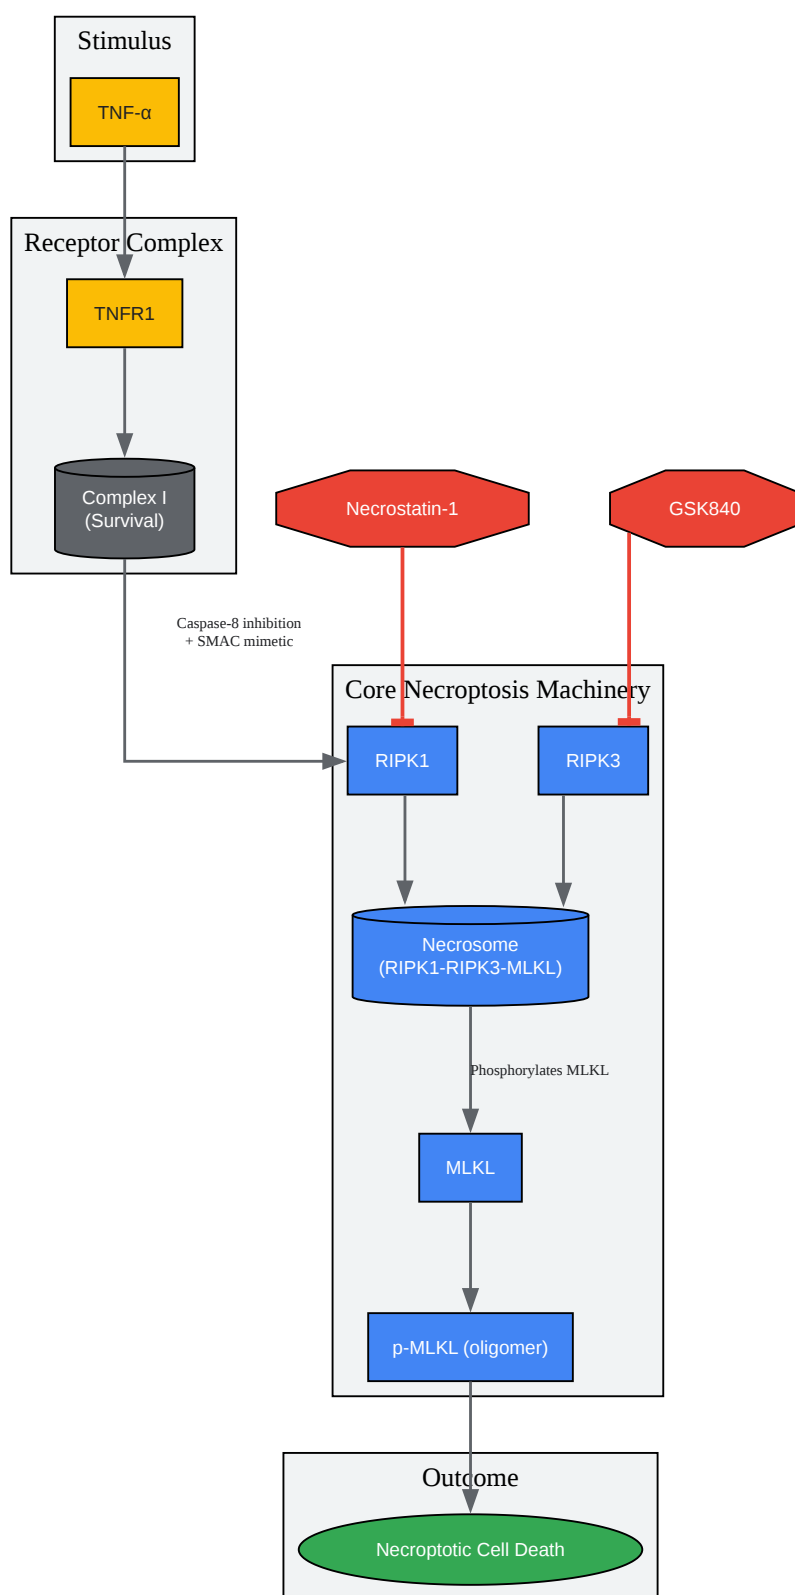 Stimulus
TNF-α
Receptor Complex
TNFR1
Complex I
(Survival)
Necrostatin-1
GSK840
Caspase-8 inhibition
+ SMAC mimetic
Core Necroptosis Machinery
RIPK1
RIPK3
Necrosome
(RIPK1-RIPK3-MLKL)
Phosphorylates MLKL
MLKL
p-MLKL (oligomer)
Outcome
Necroptotic Cell Death